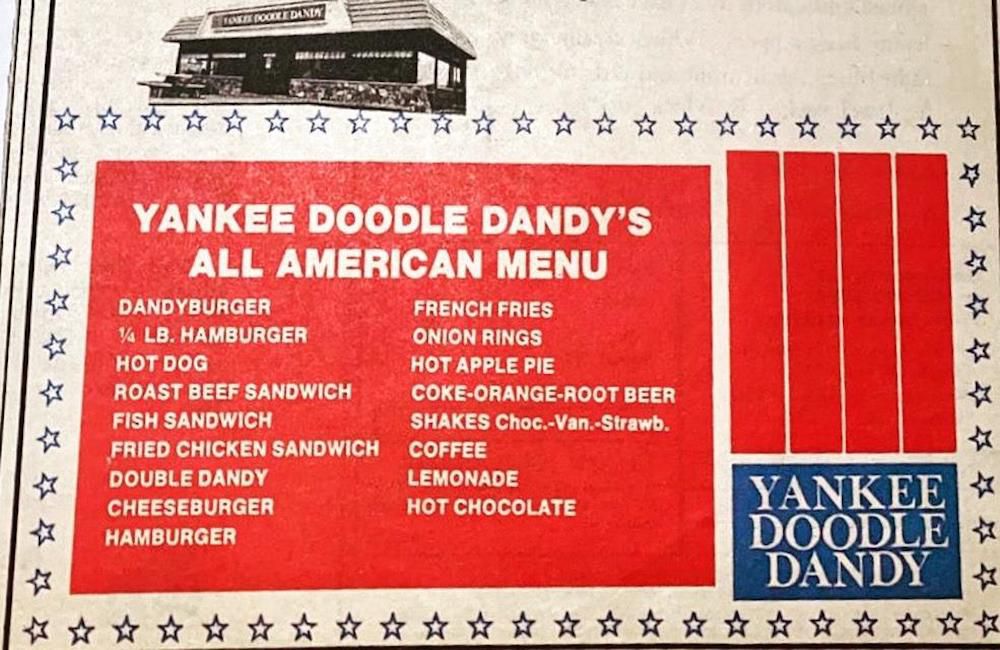 YANKEE DOODLE DANDY
YANKEE DOODLE DANDY'S
ALL AMERICAN MENU
DANDYBURGER
¼ LB. HAMBURGER
HOT DOG
ROAST BEEF SANDWICH
FISH SANDWICH
FRIED CHICKEN SANDWICH
DOUBLE DANDY
CHEESEBURGER
HAMBURGER
FRENCH FRIES
ONION RINGS
HOT APPLE PIE
COKE-ORANGE-ROOT BEER
SHAKES Choc.-Van.-Strawb.
COFFEE
LEMONADE
HOT CHOCOLATE
YANKEE
DOODLE
DANDY